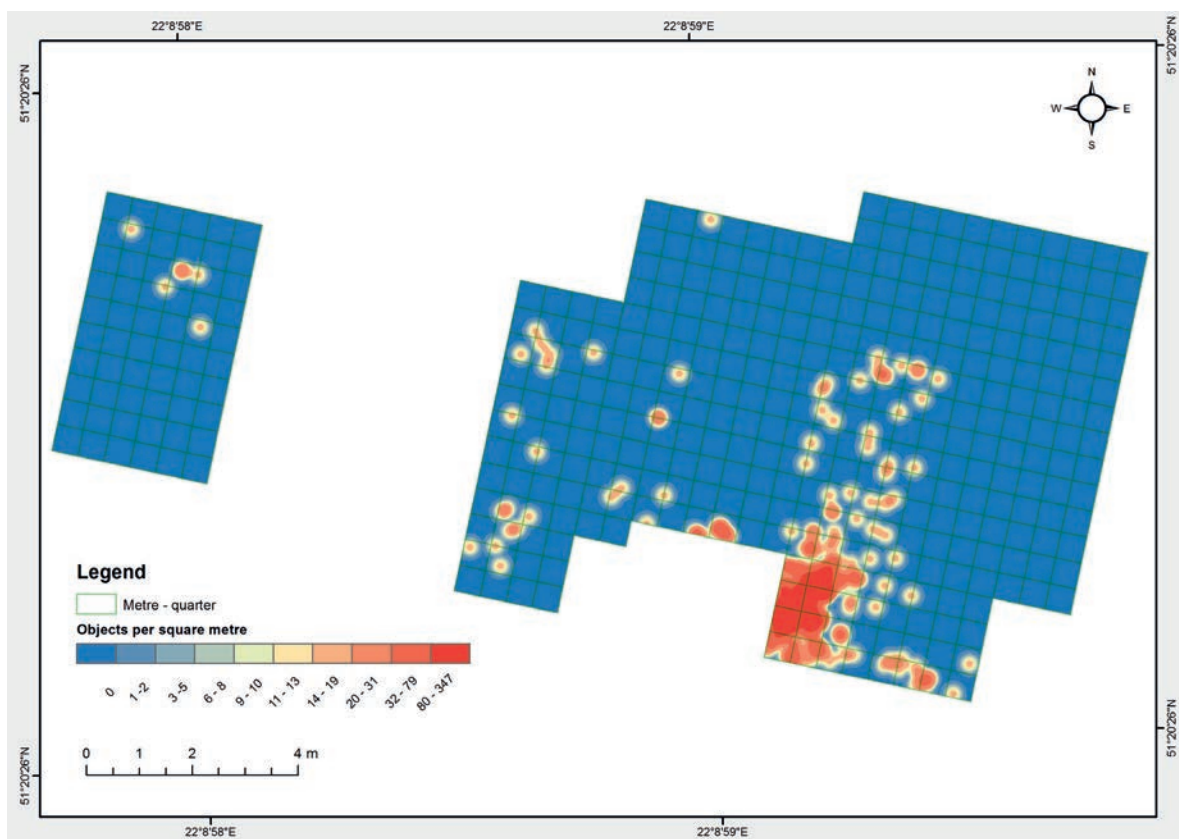 22°8'58"E 22°8'59"E
51°20'26"N 51°20'26"N
N
W E
S
Legend
Metre - quarter
Objects per square metre
0 1 -2 3 -5 6 - 8 9 - 10 11 - 13 14 - 19 20 - 31 32 - 79 80 - 347
0 1 2 4 m
51°20'26"N 51°20'26"N
22°8'58"E 22°8'59"E